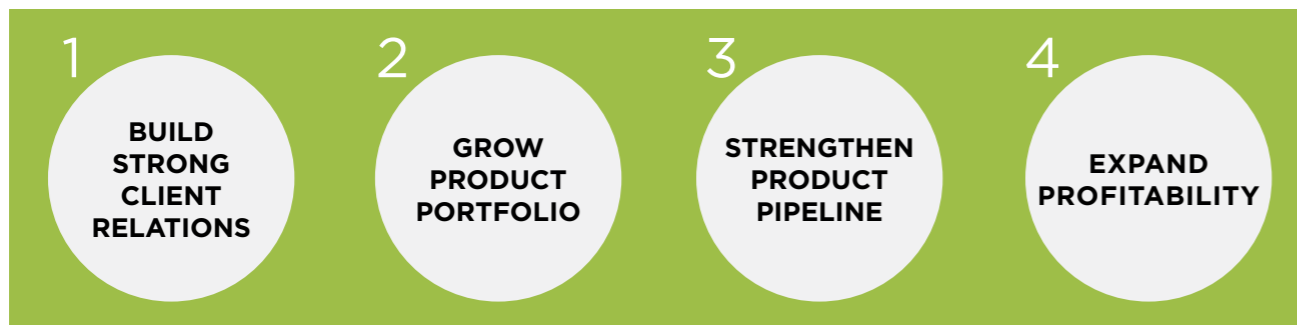 1
BUILD
STRONG
CLIENT
RELATIONS
2
GROW
PRODUCT
PORTFOLIO
3
STRENGTHEN
PRODUCT
PIPELINE
4
EXPAND
PROFITABILITY